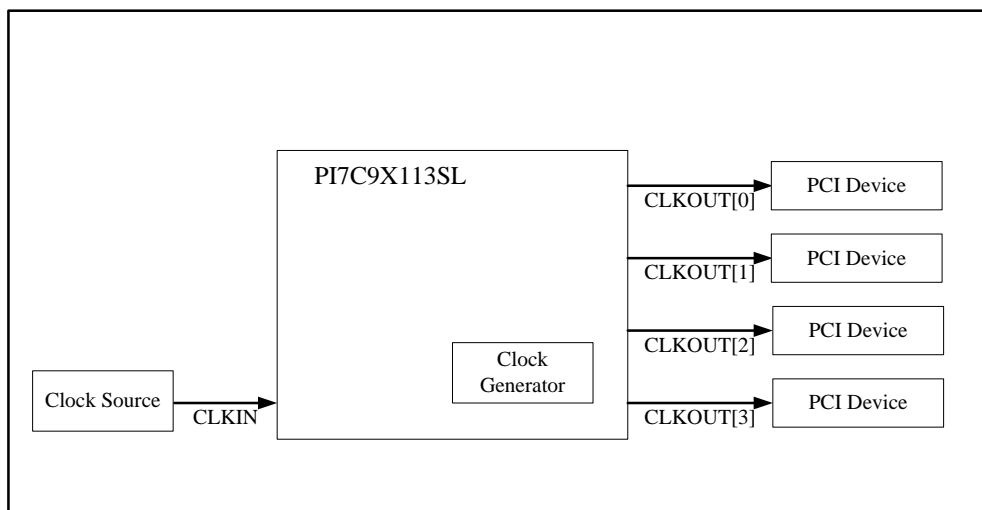 PI7C9X113SL
CLKOUT[0]
PCI Device
CLKOUT[1]
PCI Device
CLKOUT[2]
PCI Device
Clock
Generator
Clock Source
CLKIN
CLKOUT[3]
PCI Device